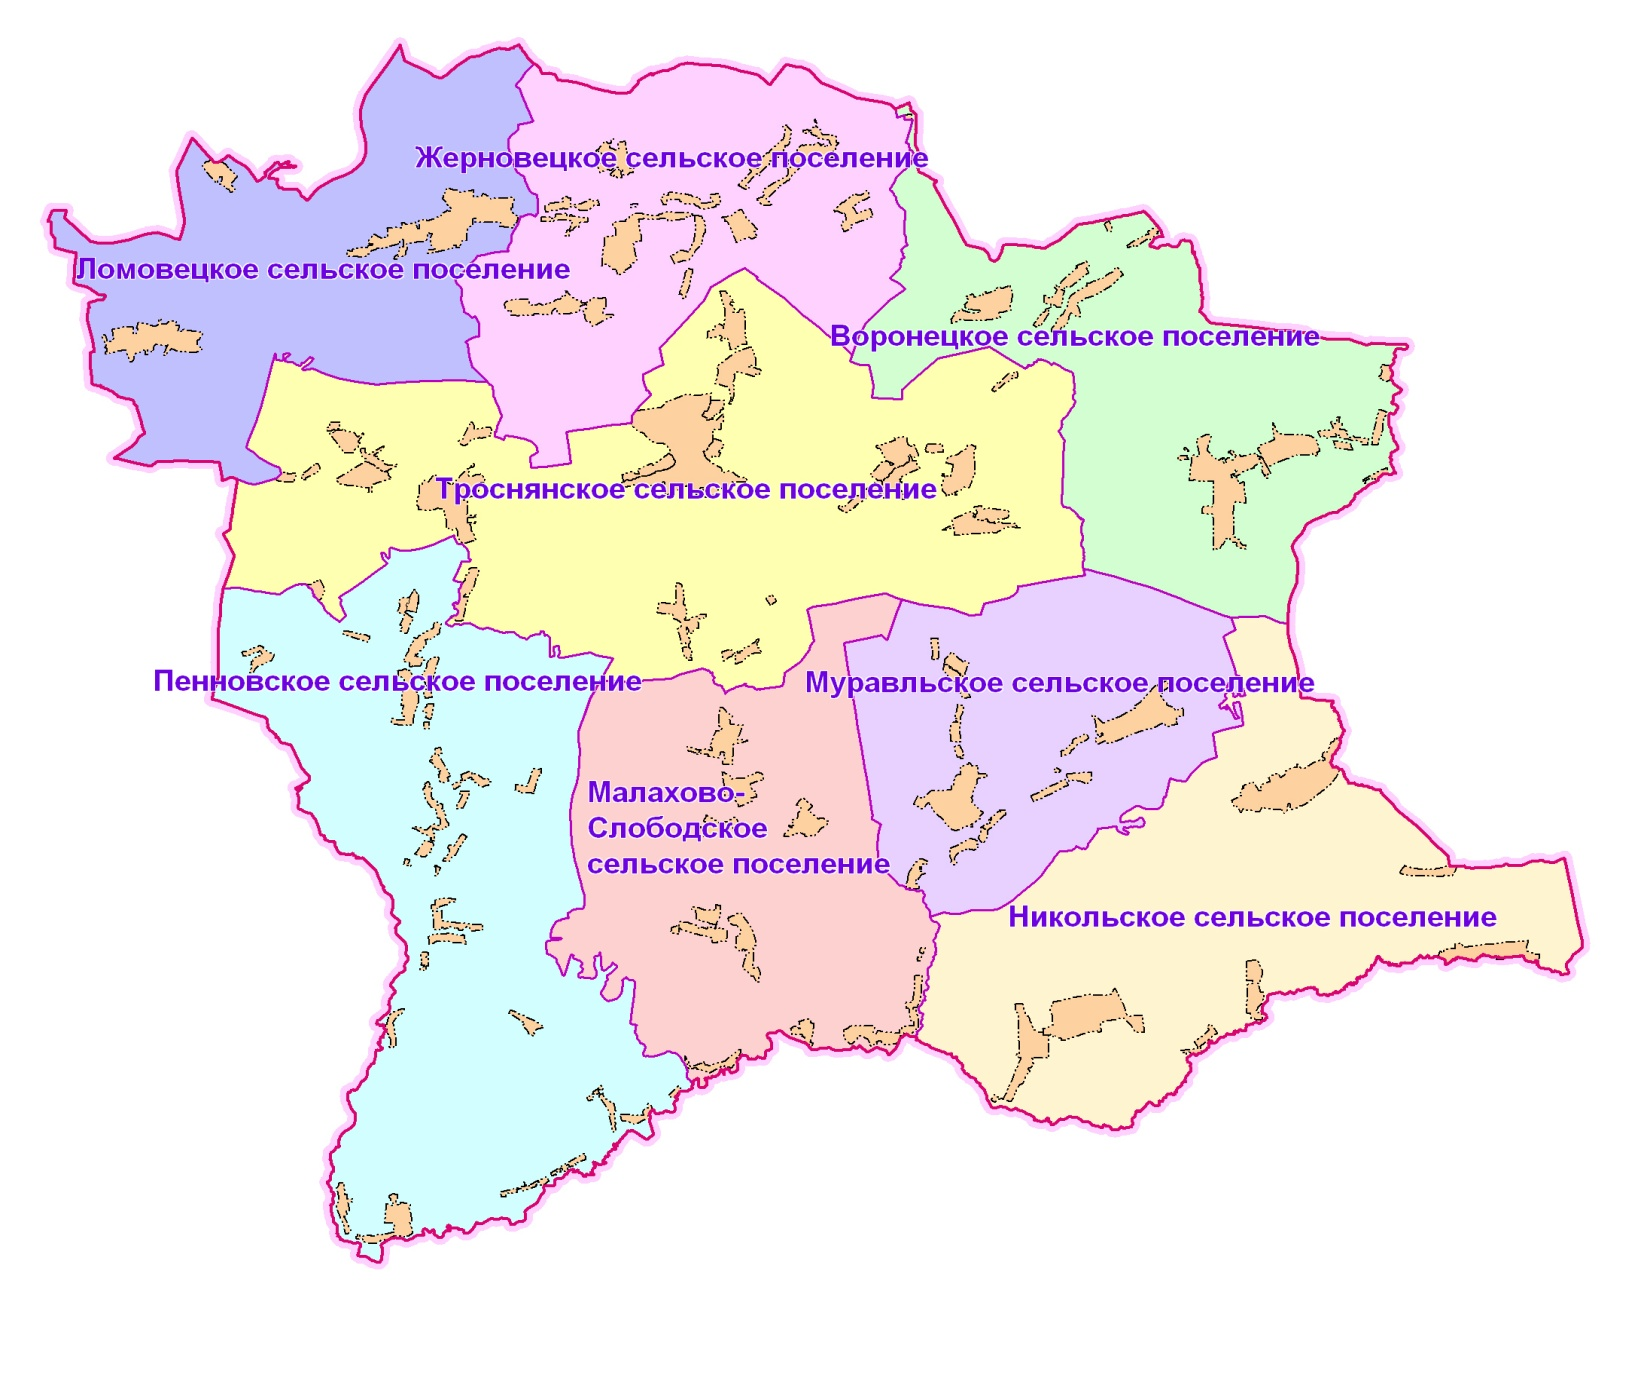 Жерновецкое сельское поселение
Ломовецкое сельское поселение
Воронецкое сельское поселение
Троснянское сельское поселение
Пенновское сельское поселение
Муравльское сельское поселение
Малахово-
Слободское
сельское поселение
Никольское сельское поселение